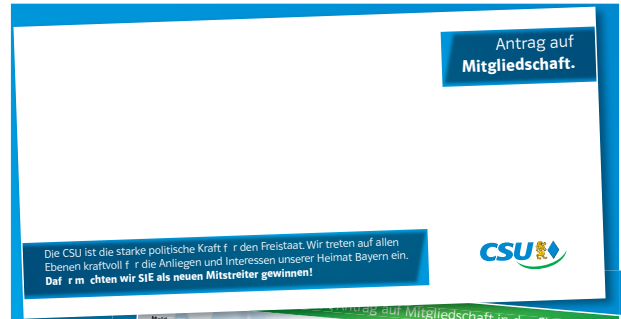 Antrag auf
Mitgliedschaft.
Die CSU ist die starke politische Kraft f r den Freistaat. Wir treten auf allen
Ebenen kraftvoll f r die Anliegen und Interessen unserer Heimat Bayern ein.
Daf r m chten wir SIE als neuen Mitstreiter gewinnen!
CSU
Antrag auf Mitgliedschaft in